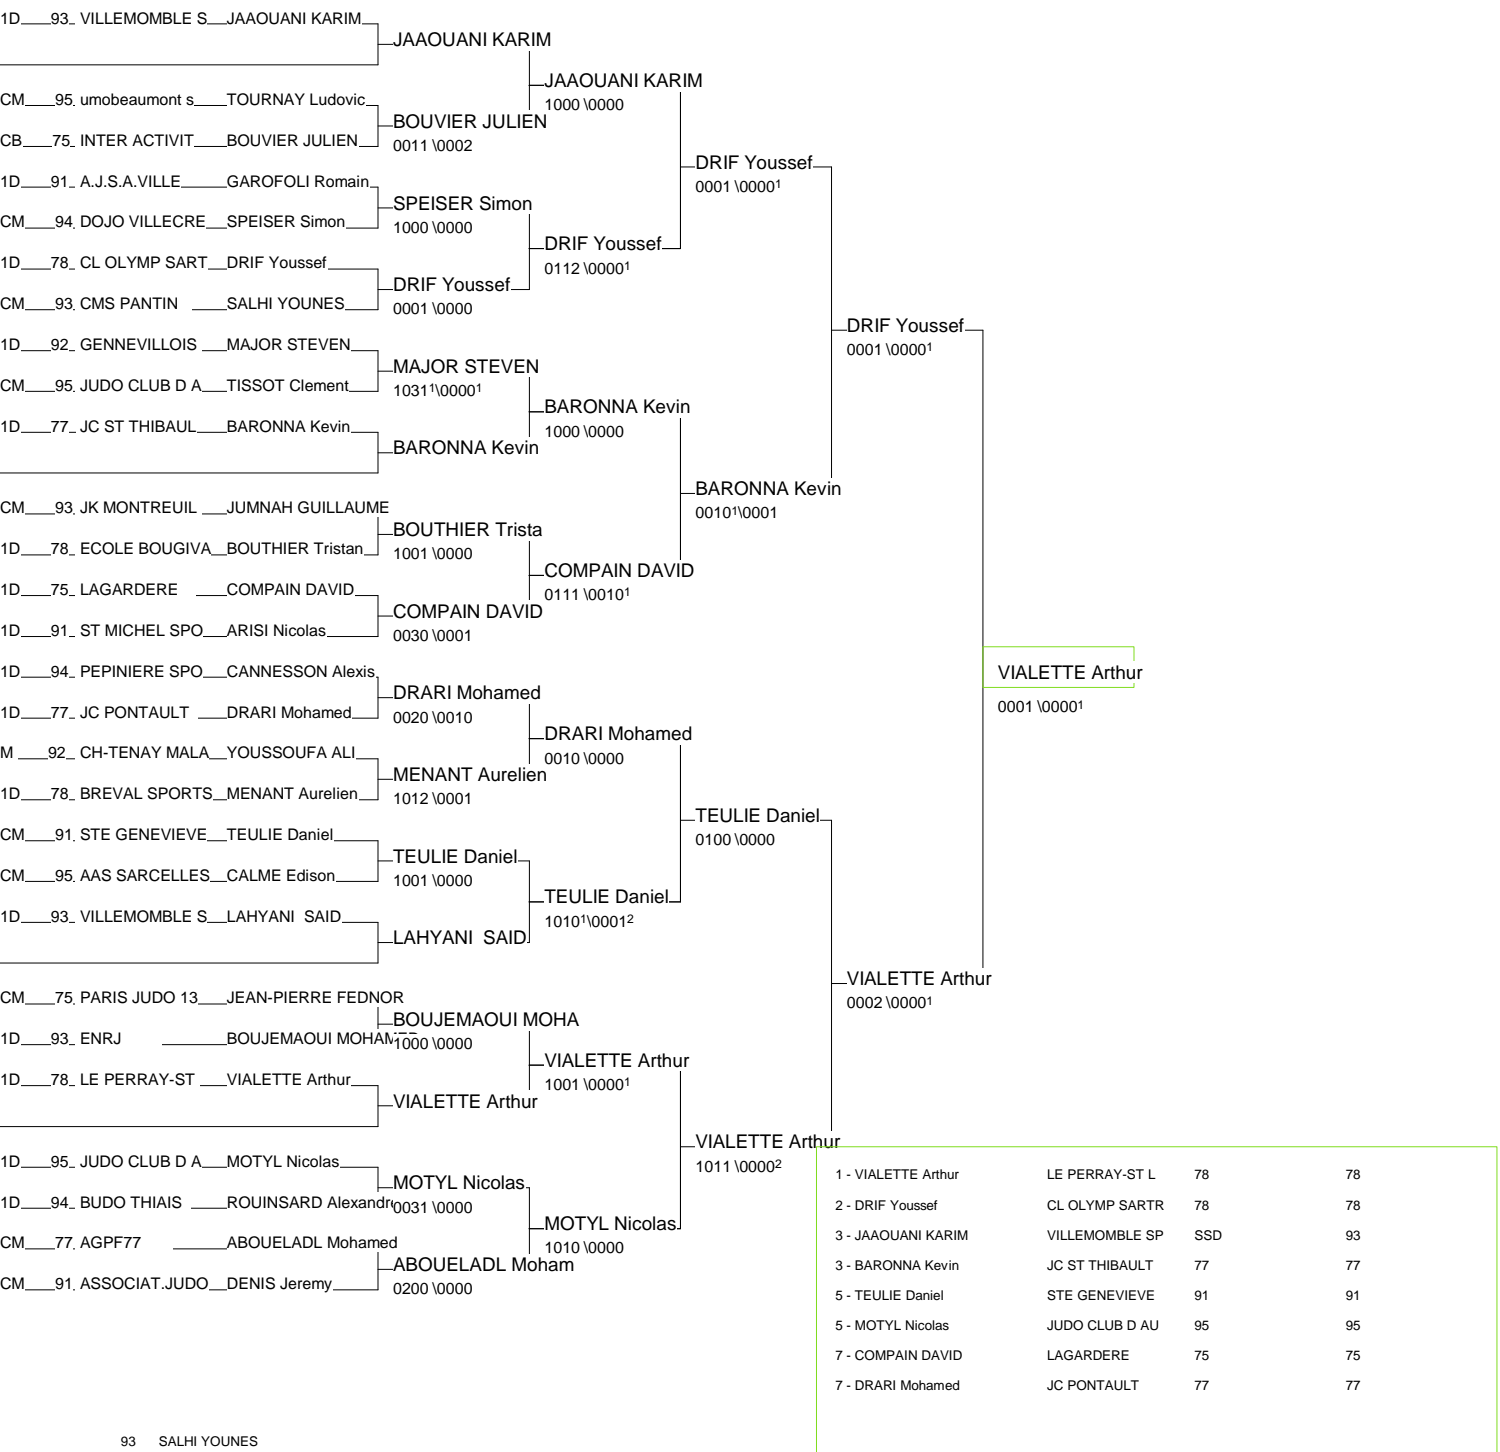 1D 93 VILLEMOMBLE S JAAOUANI KARIM
JAAOUANI KARIM
JAAOUANI KARIM
1000 \0000
CM 95 umobeaumont s TOURNAY Ludovic
BOUVIER JULIEN
0011 \0002
CB 75 INTER ACTIVIT BOUVIER JULIEN
DRIF Youssef
0001 \0000¹
1D 91 A.J.S.A.VILLE GAROFOLI Romain
SPEISER Simon
1000 \0000
CM 94 DOJO VILLECRE SPEISER Simon
DRIF Youssef
0112 \0000¹
1D 78 CL OLYMP SART DRIF Youssef
DRIF Youssef
0001 \0000
CM 93 CMS PANTIN SALHI YOUNES
DRIF Youssef
0001 \0000¹
1D 92 GENNEVILLOIS MAJOR STEVEN
MAJOR STEVEN
1031¹\0000¹
CM 95 JUDO CLUB D A TISSOT Clement
BARONNA Kevin
1000 \0000
1D 77 JC ST THIBAUL BARONNA Kevin
BARONNA Kevin
BARONNA Kevin
0010¹\0001
CM 93 JK MONTREUIL JUMNAH GUILLAUME
BOUTHIER Trista
1001 \0000
1D 78 ECOLE BOUGIVA BOUTHIER Tristan
COMPAIN DAVID
0111 \0010¹
1D 75 LAGARDERE COMPAIN DAVID
COMPAIN DAVID
0030 \0001
1D 91 ST MICHEL SPO ARISI Nicolas
VIALETTE Arthur
0001 \0000¹
1D 94 PEPINIERE SPO CANNESSON Alexis
DRARI Mohamed
0020 \0010
1D 77 JC PONTAULT DRARI Mohamed
DRARI Mohamed
0010 \0000
M 92 CH-TENAY MALA YOUSSOUFA ALI
MENANT Aurelien
1012 \0001
1D 78 BREVAL SPORTS MENANT Aurelien
TEULIE Daniel
0100 \0000
CM 91 STE GENEVIEVE TEULIE Daniel
TEULIE Daniel
1001 \0000
CM 95 AAS SARCELLES CALME Edison
TEULIE Daniel
1010¹\0001²
1D 93 VILLEMOMBLE S LAHYANI SAID
LAHYANI SAID
VIALETTE Arthur
0002 \0000¹
CM 75 PARIS JUDO 13 JEAN-PIERRE FEDNOR
BOUJEMAOUI MOHA
1000 \0000
1D 93 ENRJ BOUJEMAOUI MOHAMED
VIALETTE Arthur
1001 \0000¹
1D 78 LE PERRAY-ST VIALETTE Arthur
VIALETTE Arthur
VIALETTE Arthur
1011 \0000²
1D 95 JUDO CLUB D A MOTYL Nicolas
MOTYL Nicolas
0031 \0000
1D 94 BUDO THIAIS ROUINSARD Alexandr
MOTYL Nicolas
1010 \0000
CM 77 AGPF77 ABOUELADL Mohamed
ABOUELADL Moham
0200 \0000
CM 91 ASSOCIAT.JUDO DENIS Jeremy
1 - VIALETTE Arthur LE PERRAY-ST L 78 78
2 - DRIF Youssef CL OLYMP SARTR 78 78
3 - JAAOUANI KARIM VILLEMOMBLE SP SSD 93
3 - BARONNA Kevin JC ST THIBAULT 77 77
5 - TEULIE Daniel STE GENEVIEVE 91 91
5 - MOTYL Nicolas JUDO CLUB D AU 95 95
7 - COMPAIN DAVID LAGARDERE 75 75
7 - DRARI Mohamed JC PONTAULT 77 77
93 SALHI YOUNES